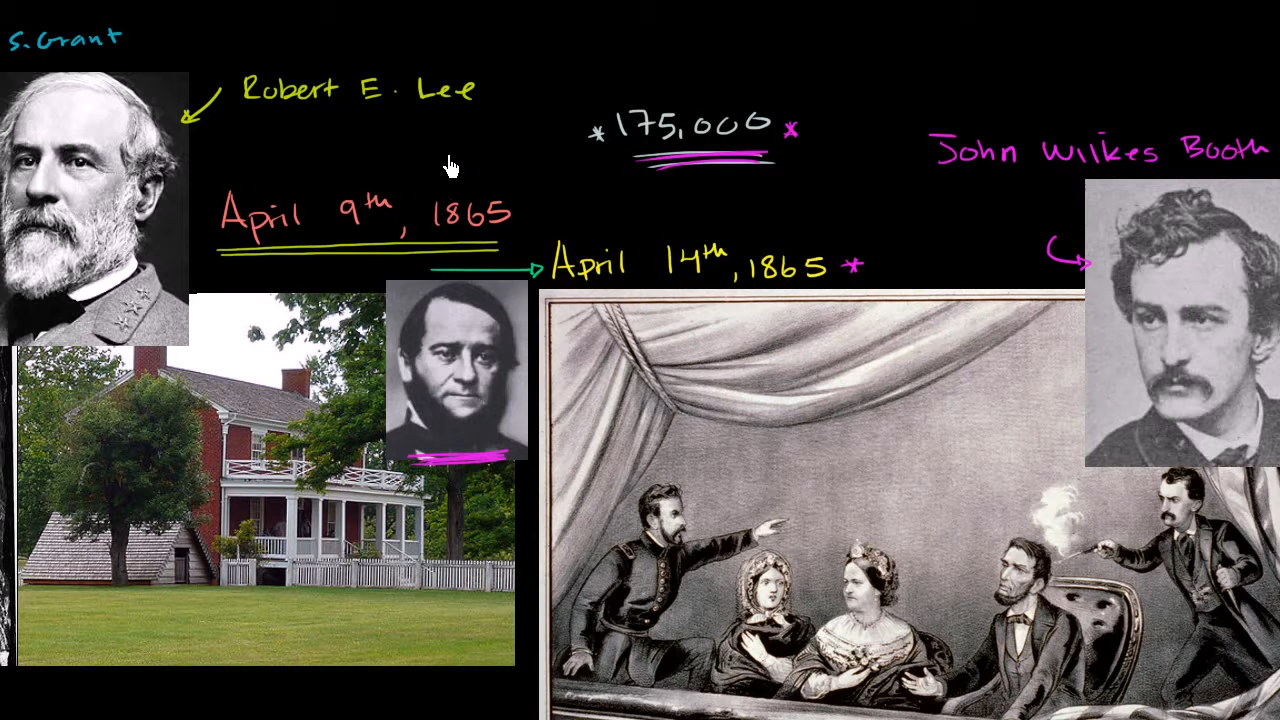 S. Grant
Robert E. Lee
*175,000*
John Wilkes Booth
April 9th, 1865
April 14th, 1865 *